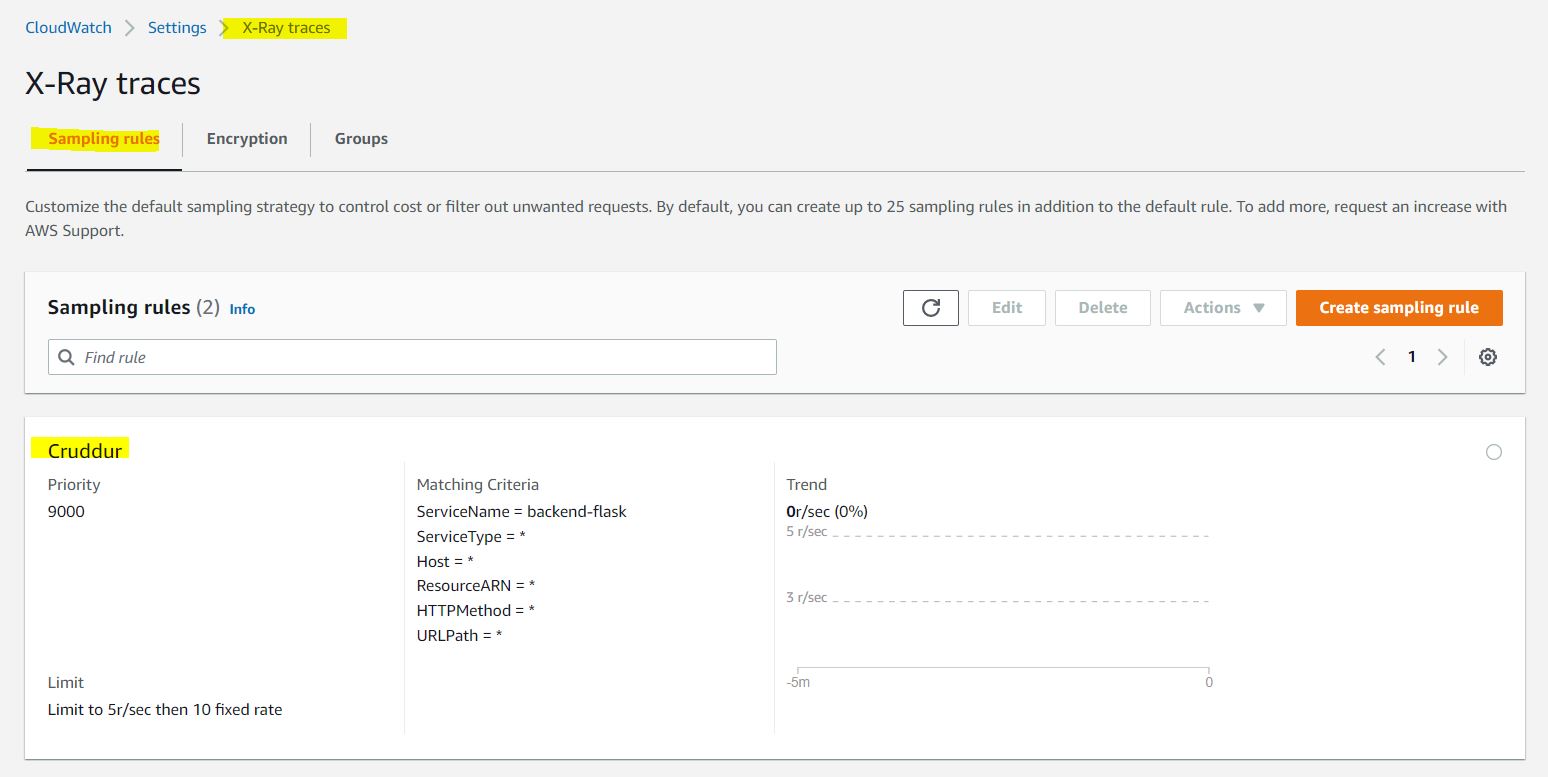 CloudWatch > Settings > X-Ray traces
X-Ray traces
Sampling rules Encryption Groups
Customize the default sampling strategy to control cost or filter out unwanted requests. By default, you can create up to 25 sampling rules in addition to the default rule. To add more, request an increase with
AWS Support.
Sampling rules (2) Info Edit Delete Actions Create sampling rule
Find rule 1
Cruddur
Priority Matching Criteria Trend
9000 ServiceName = backend-flask 0r/sec (0%)
5 r/sec
ServiceType = *
Host = *
ResourceARN = *
3 r/sec
HTTPMethod = *
URLPath = *
Limit -5m 0
Limit to 5r/sec then 10 fixed rate